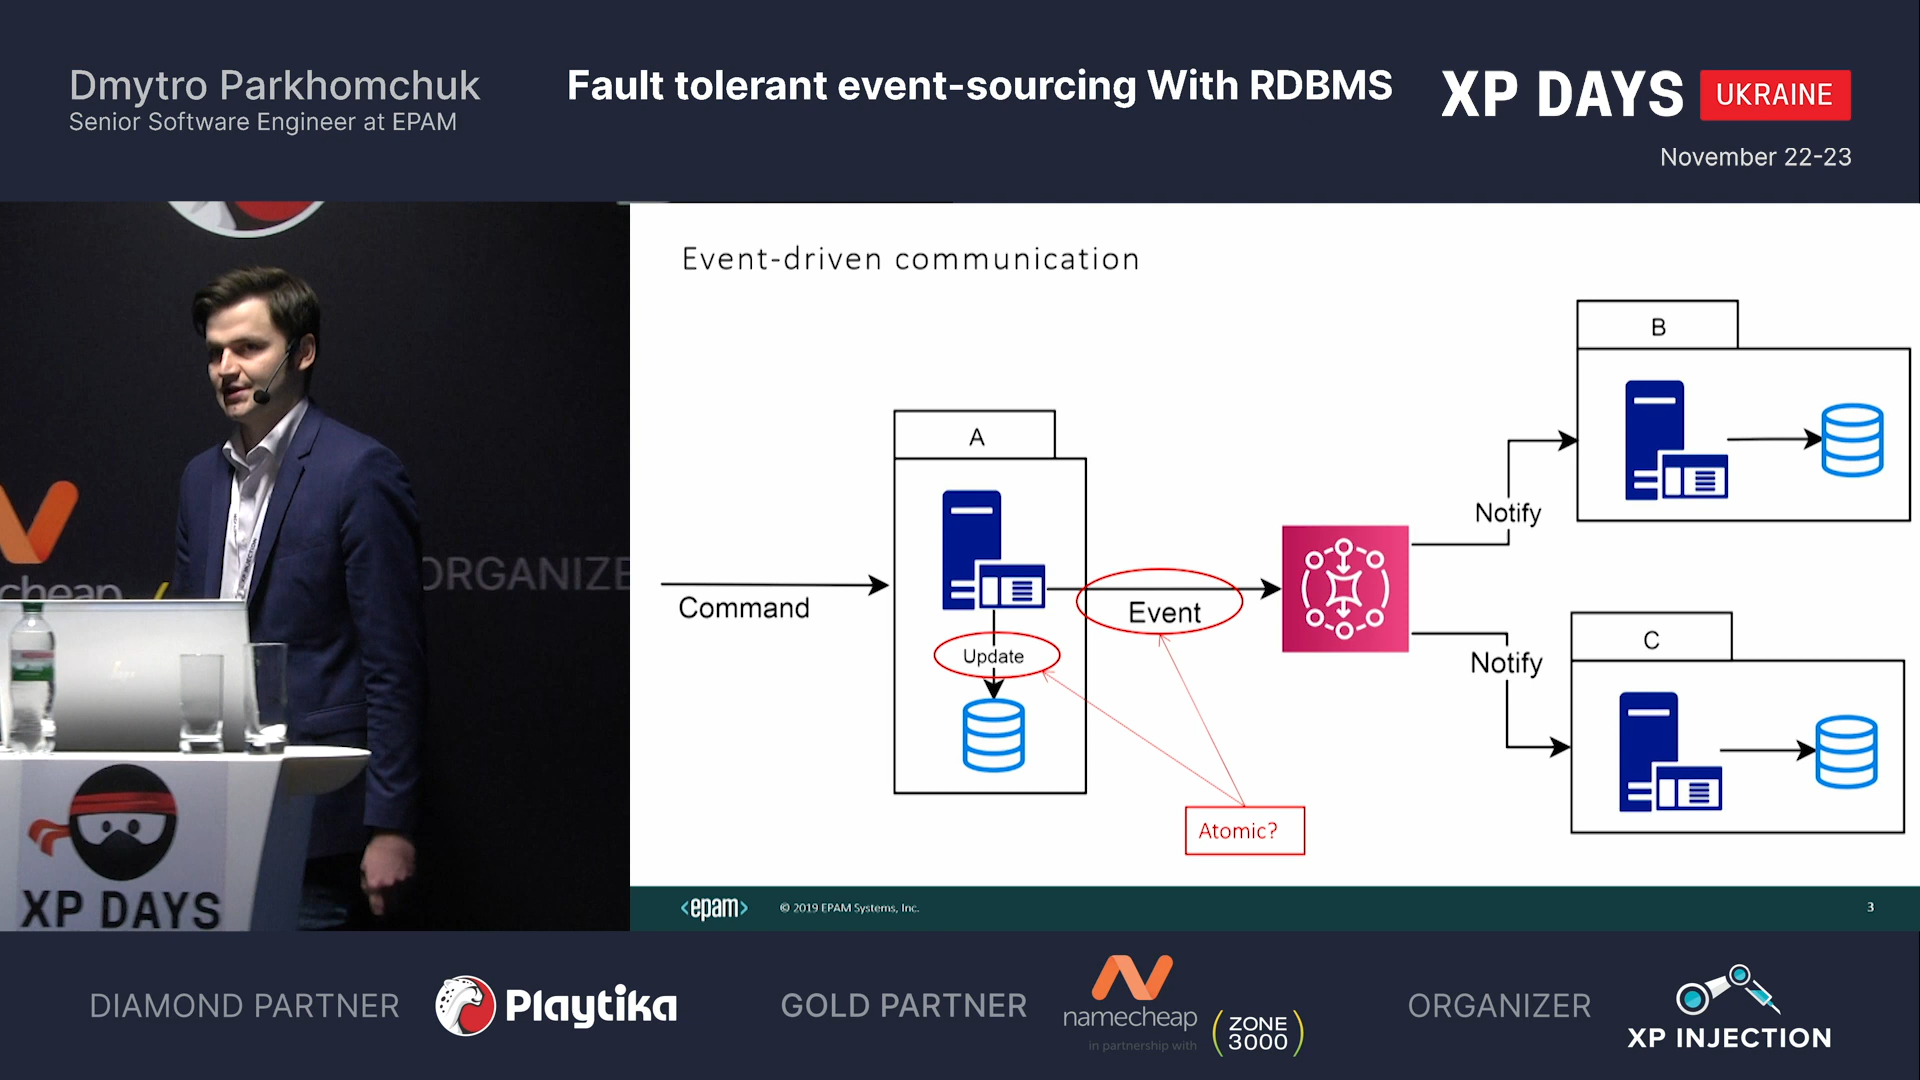 Dmytro Parkhomchuk
Senior Software Engineer at EPAM
Fault tolerant event-sourcing With RDBMS
XP DAYS UKRAINE
November 22-23
Event-driven communication
B
A
Notify
Command
Event
Update
C
Notify
Atomic?
<epam>
© 2019 EPAM Systems, Inc.
3
ORGANIZE
cheap
XP DAYS
DIAMOND PARTNER
Playtika
GOLD PARTNER
namecheap
in partnership with
ZONE
3000
ORGANIZER
XP INJECTION